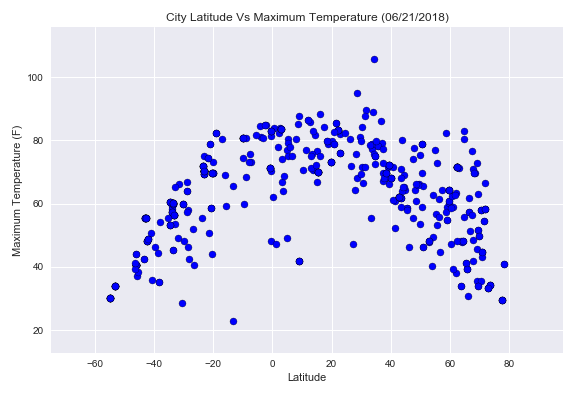 City Latitude Vs Maximum Temperature (06/21/2018)
100
80
60
40
20
Maximum Temperature (F)
−60 −40 −20 0 20 40 60 80
Latitude